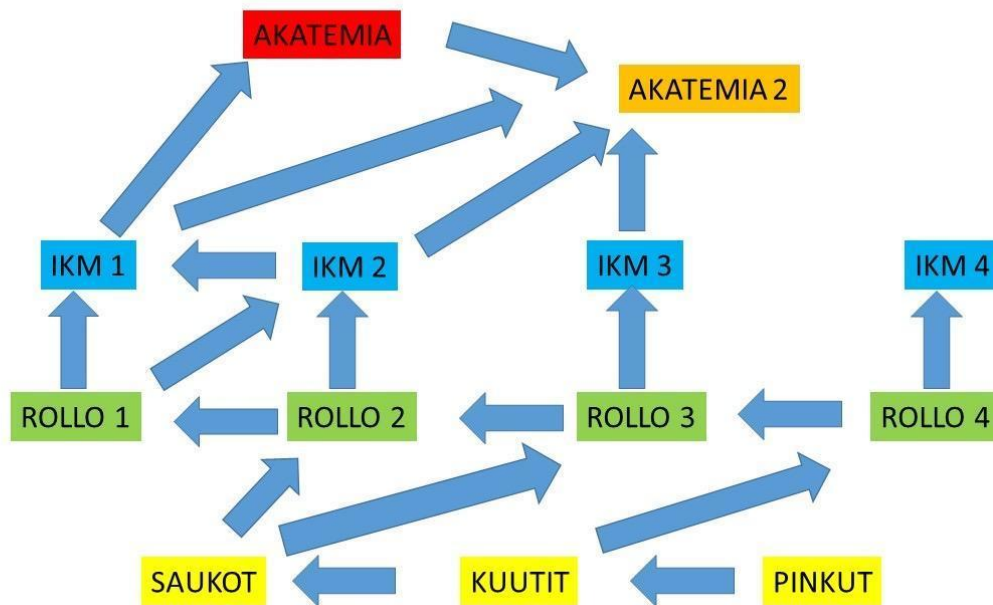 AKATEMIA
AKATEMIA 2
IKM 1
IKM 2
IKM 3
IKM 4
ROLLO 1
ROLLO 2
ROLLO 3
ROLLO 4
SAUKOT
KUUTIT
PINKUT